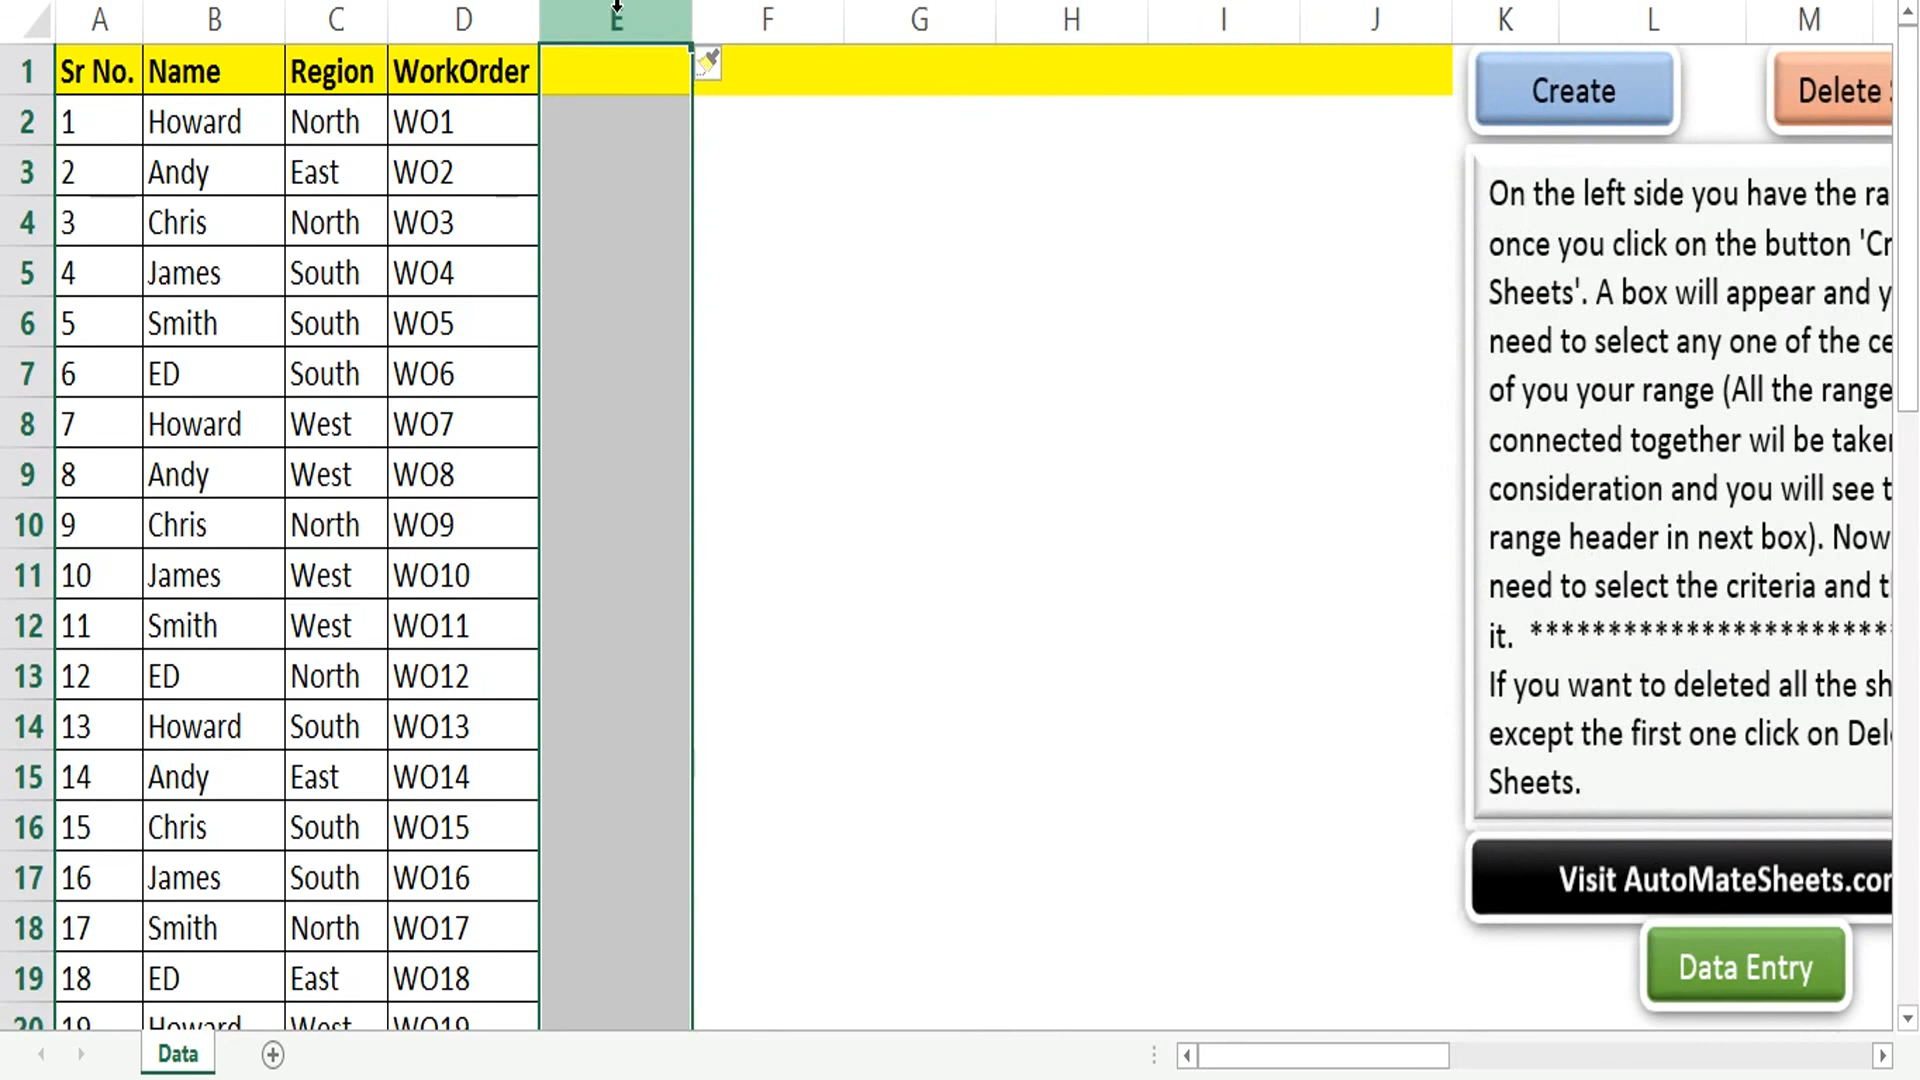 A B C D E F G H I J K L M
1 Sr No. Name Region WorkOrder
2 1 Howard North WO1
3 2 Andy East WO2
4 3 Chris North WO3
5 4 James South WO4
6 5 Smith South WO5
7 6 ED South WO6
8 7 Howard West WO7
9 8 Andy West WO8
10 9 Chris North WO9
11 10 James West WO10
12 11 Smith West WO11
13 12 ED North WO12
14 13 Howard South WO13
15 14 Andy East WO14
16 15 Chris South WO15
17 16 James South WO16
18 17 Smith North WO17
19 18 ED East WO18
20 19 Howard West WO19
Create
Delete
On the left side you have the ra
once you click on the button 'Cr
Sheets'. A box will appear and y
need to select any one of the ce
of you your range (All the range
connected together wil be taken
consideration and you will see t
range header in next box). Now
need to select the criteria and t
it. ***********************
If you want to deleted all the sh
except the first one click on Del
Sheets.
Visit AutoMateSheets.com
Data Entry
Data